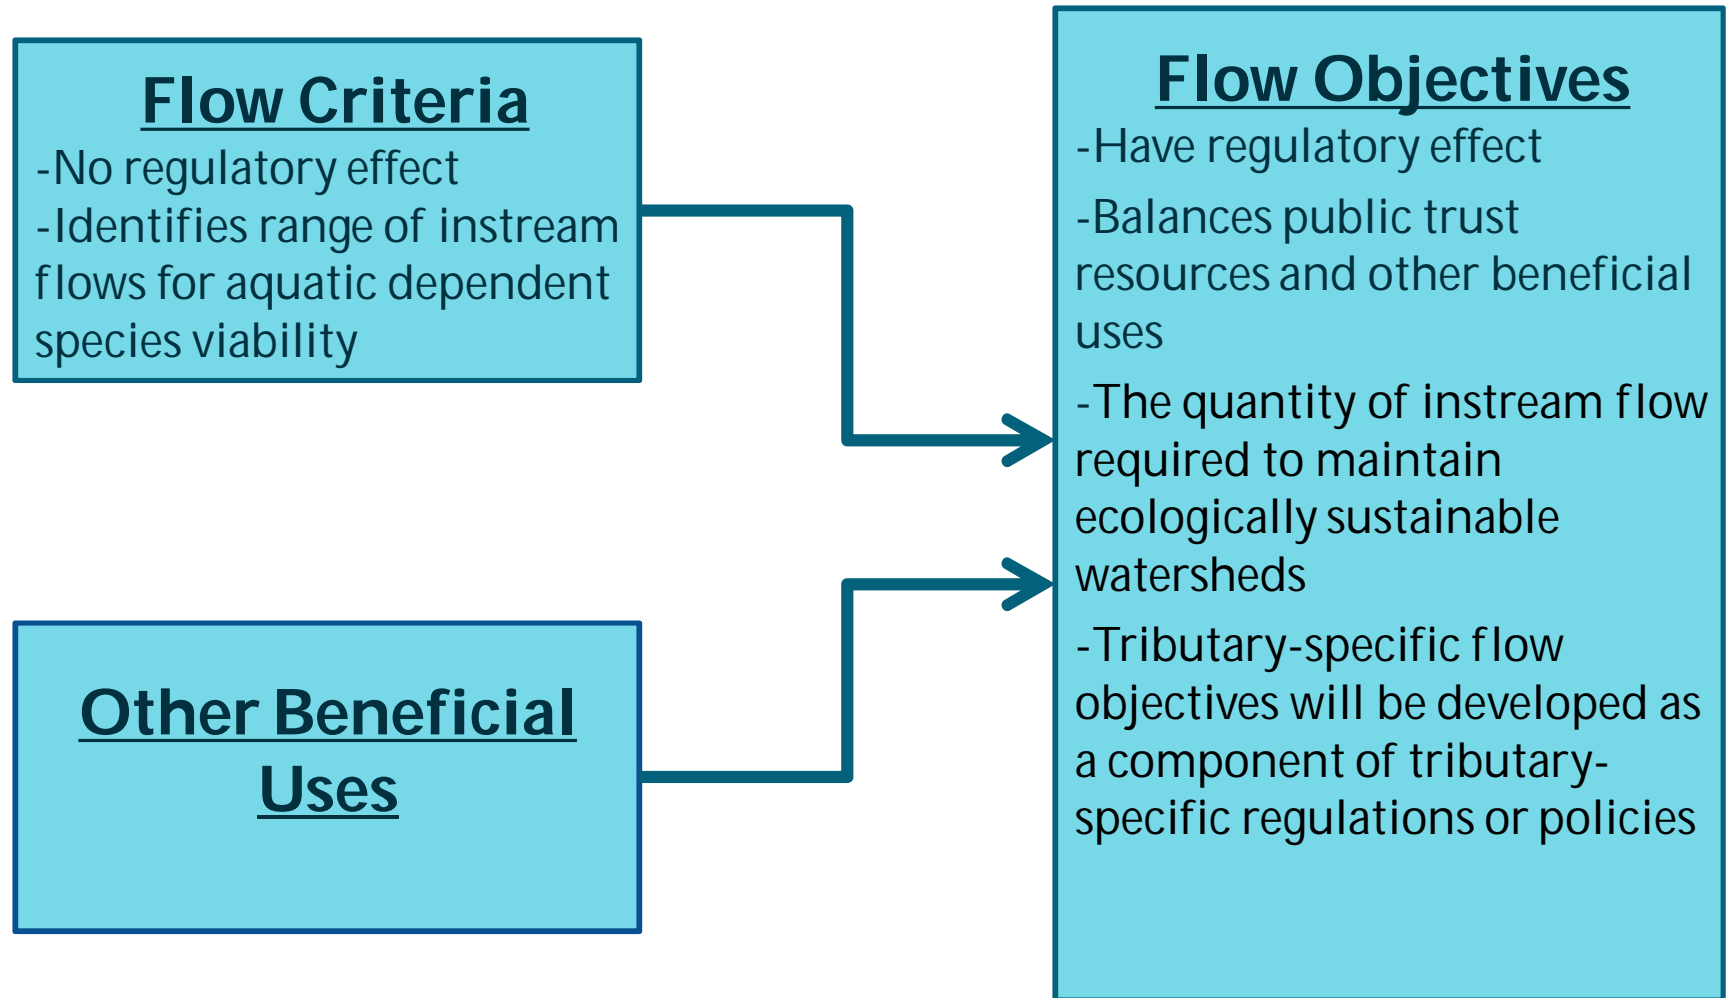 Flow Criteria
-No regulatory effect
-Identifies range of instream
flows for aquatic dependent
species viability
Other Beneficial
Uses
Flow Objectives
-Have regulatory effect
-Balances public trust
resources and other beneficial
uses
-The quantity of instream flow
required to maintain
ecologically sustainable
watersheds
-Tributary-specific flow
objectives will be developed as
a component of tributary-
specific regulations or policies